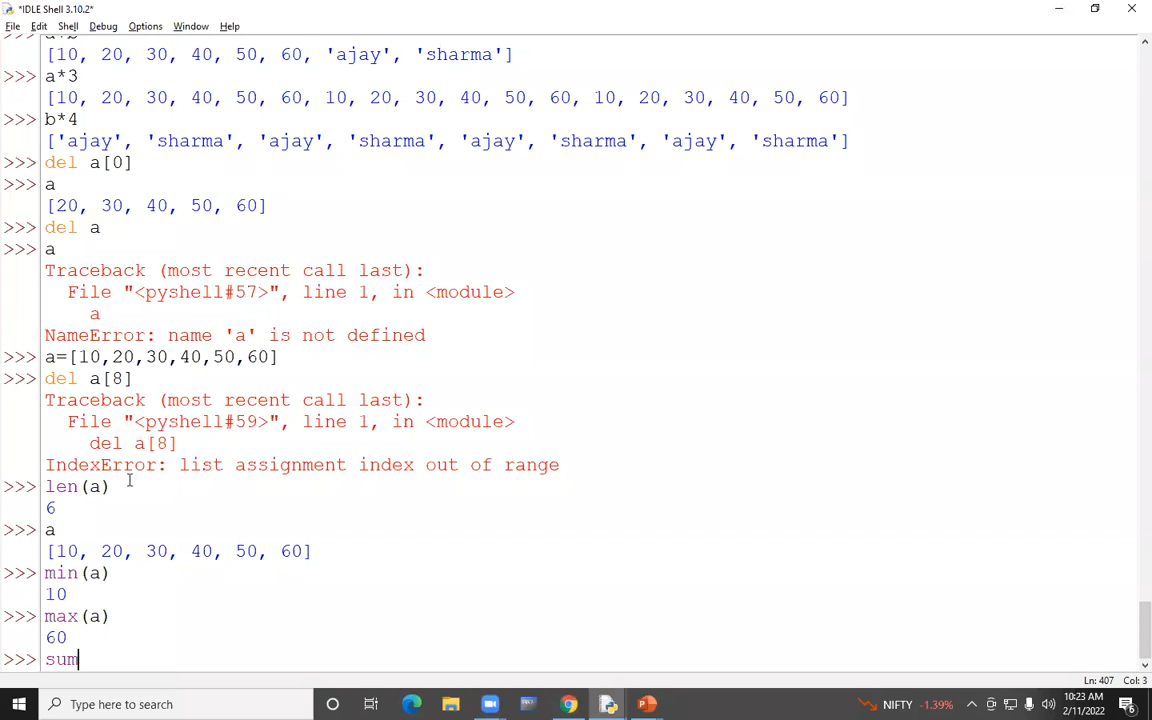 *IDLE Shell 3.10.2*
File Edit Shell Debug Options Window Help
[10, 20, 30, 40, 50, 60, 'ajay', 'sharma']
>>> a*3
[10, 20, 30, 40, 50, 60, 10, 20, 30, 40, 50, 60, 10, 20, 30, 40, 50, 60]
>>> b*4
['ajay', 'sharma', 'ajay', 'sharma', 'ajay', 'sharma', 'ajay', 'sharma']
>>> del a[0]
>>> a
[20, 30, 40, 50, 60]
>>> del a
>>> a
Traceback (most recent call last):
File "<pyshell#57>", line 1, in <module>
a
NameError: name 'a' is not defined
>>> a=[10,20,30,40,50,60]
>>> del a[8]
Traceback (most recent call last):
File "<pyshell#59>", line 1, in <module>
del a[8]
IndexError: list assignment index out of range
>>> len(a)
6
>>> a
[10, 20, 30, 40, 50, 60]
>>> min(a)
10
>>> max(a)
60
>>> sum
Ln: 407 Col: 3
Type here to search
NIFTY -1.39%
10:23 AM
2/11/2022
6